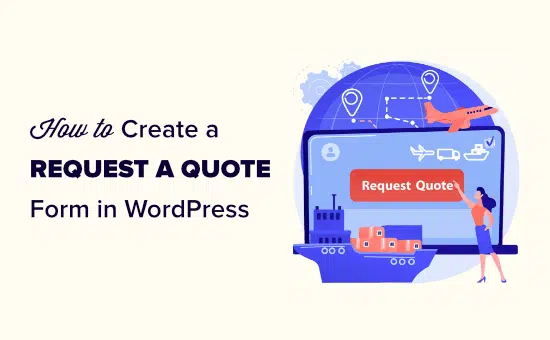 How to Create a
REQUEST A QUOTE
Form in WordPress
Request Quote